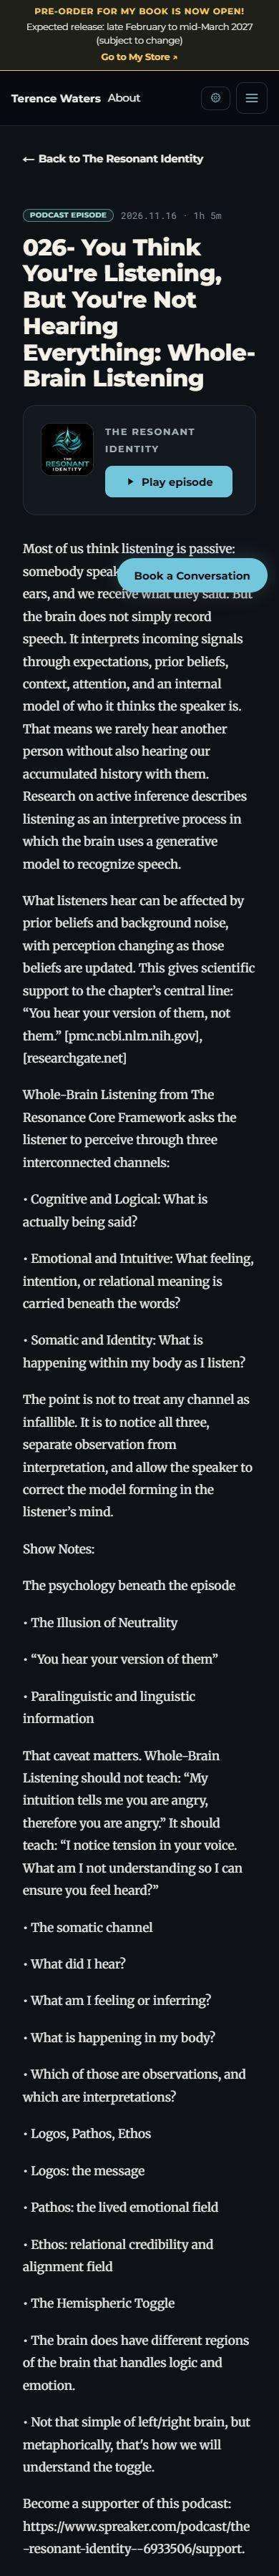 PRE-ORDER FOR MY BOOK IS NOW OPEN!
Expected release: late February to mid-March 2027
(subject to change)
Go to My Store ↗
Terence Waters About
← Back to The Resonant Identity
PODCAST EPISODE 2026.11.16 · 1h 5m
026- You Think
You're Listening,
But You're Not
Hearing
Everything: Whole-
Brain Listening
THE RESONANT
IDENTITY
THE
RESONANT
IDENTITY
Play episode
Most of us think listening is passive:
somebody speak
Book a Conversation
ears, and we receive what they said. But
the brain does not simply record
speech. It interprets incoming signals
through expectations, prior beliefs,
context, attention, and an internal
model of who it thinks the speaker is.
That means we rarely hear another
person without also hearing our
accumulated history with them.
Research on active inference describes
listening as an interpretive process in
which the brain uses a generative
model to recognize speech.
What listeners hear can be affected by
prior beliefs and background noise,
with perception changing as those
beliefs are updated. This gives scientific
support to the chapter’s central line:
“You hear your version of them, not
them.” [pmc.ncbi.nlm.nih.gov],
[researchgate.net]
Whole-Brain Listening from The
Resonance Core Framework asks the
listener to perceive through three
interconnected channels:
• Cognitive and Logical: What is
actually being said?
• Emotional and Intuitive: What feeling,
intention, or relational meaning is
carried beneath the words?
• Somatic and Identity: What is
happening within my body as I listen?
The point is not to treat any channel as
infallible. It is to notice all three,
separate observation from
interpretation, and allow the speaker to
correct the model forming in the
listener’s mind.
Show Notes:
The psychology beneath the episode
• The Illusion of Neutrality
• “You hear your version of them”
• Paralinguistic and linguistic
information
That caveat matters. Whole-Brain
Listening should not teach: “My
intuition tells me you are angry,
therefore you are angry.” It should
teach: “I notice tension in your voice.
What am I not understanding so I can
ensure you feel heard?”
• The somatic channel
• What did I hear?
• What am I feeling or inferring?
• What is happening in my body?
• Which of those are observations, and
which are interpretations?
• Logos, Pathos, Ethos
• Logos: the message
• Pathos: the lived emotional field
• Ethos: relational credibility and
alignment field
• The Hemispheric Toggle
• The brain does have different regions
of the brain that handles logic and
emotion.
• Not that simple of left/right brain, but
metaphorically, that's how we will
understand the toggle.
Become a supporter of this podcast:
https://www.spreaker.com/podcast/the
-resonant-identity--6933506/support.